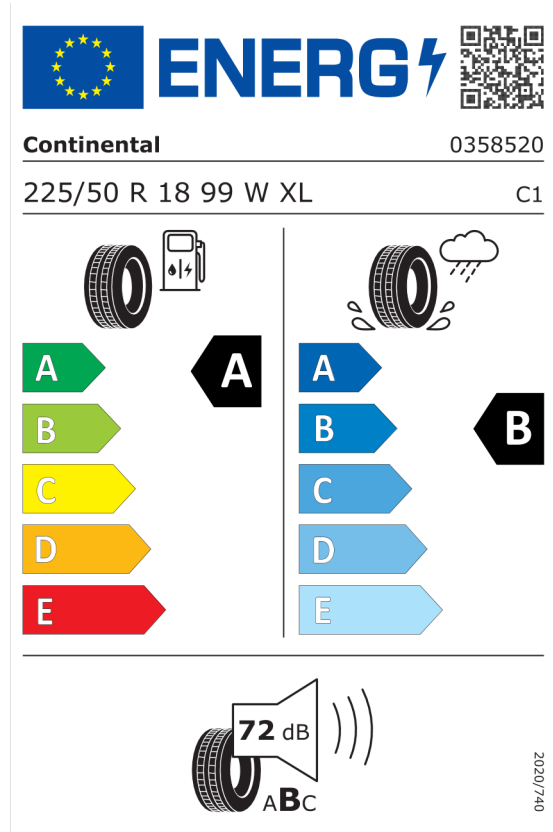 ENERG
Continental 0358520
225/50 R 18 99 W XL C1
A A A
B B B
C C
D D
E E
72 dB
ABC
2020/740